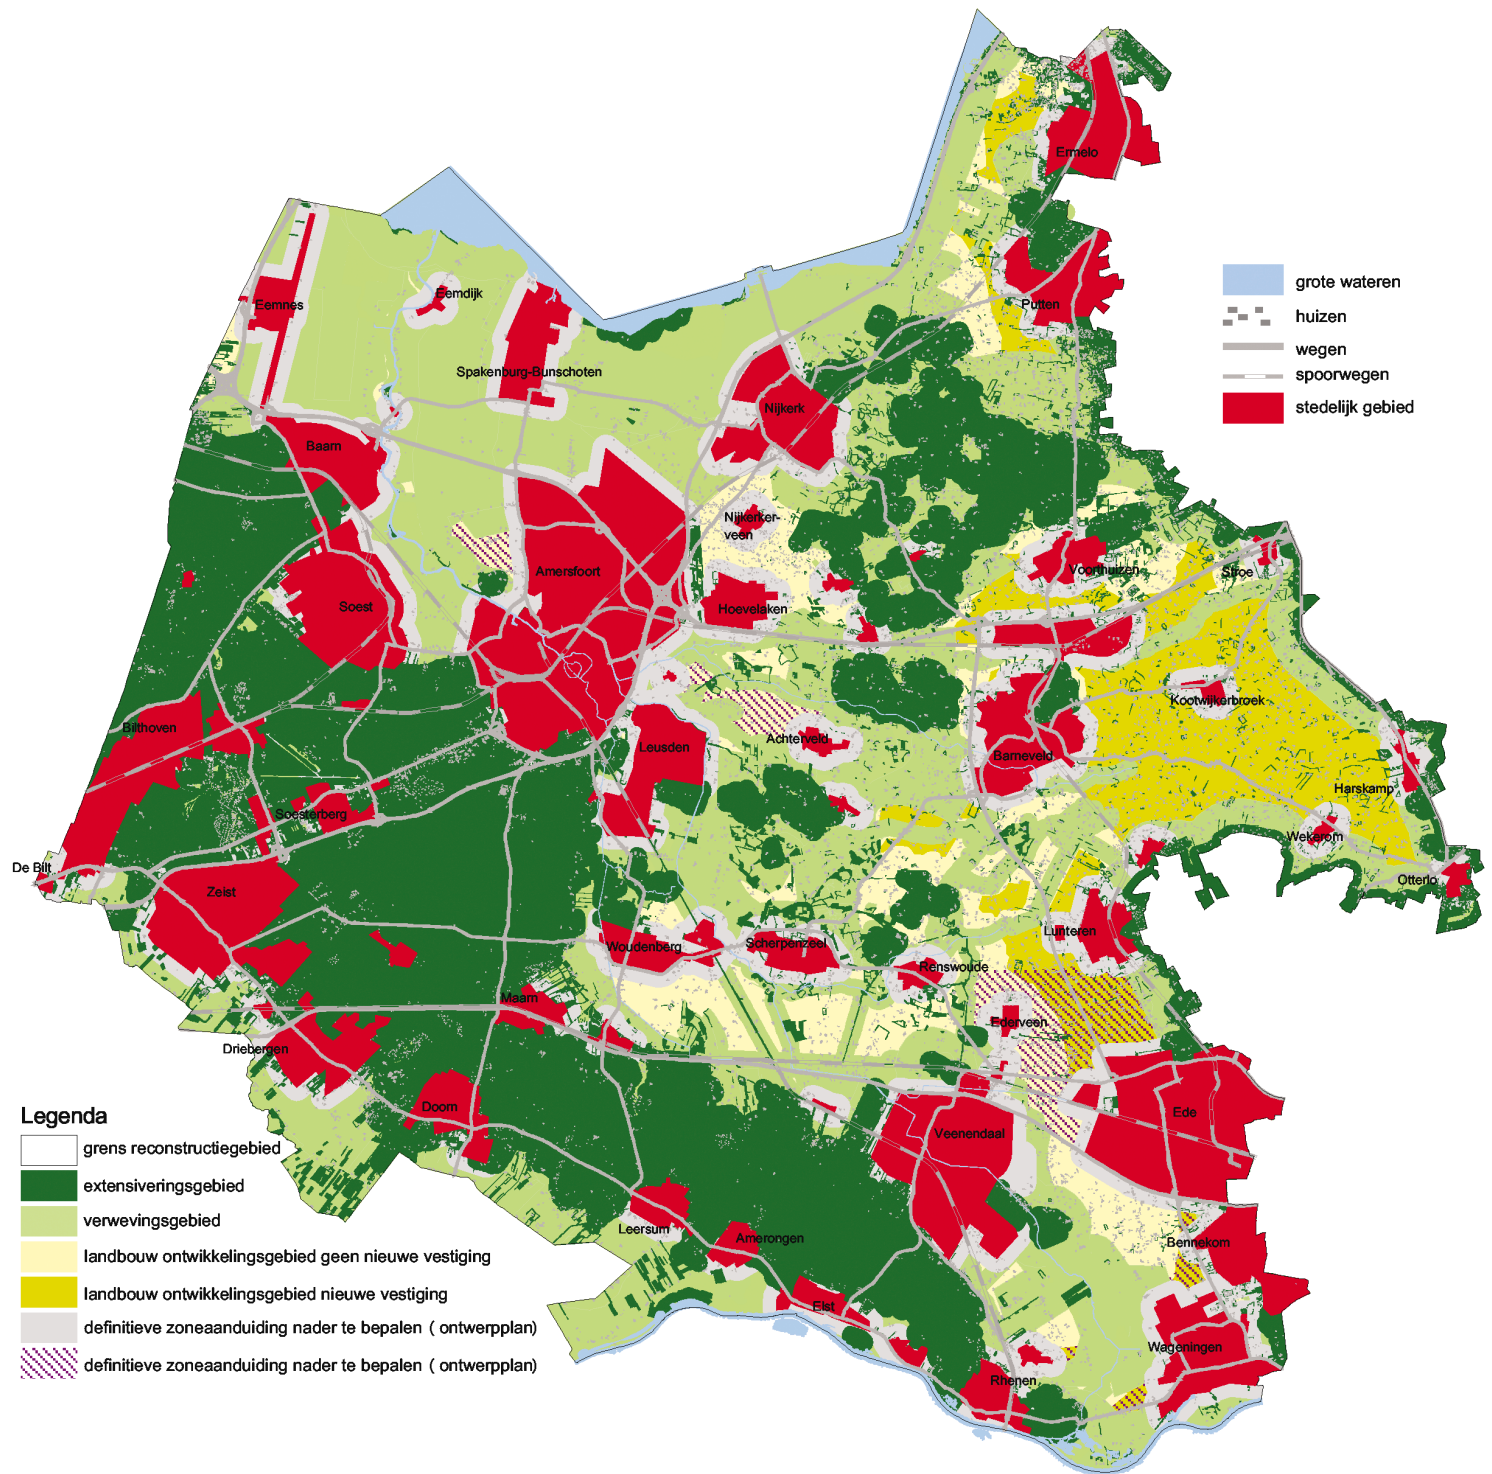 Ermelo
grote wateren
Eemdijk
Eemnes
Putten
huizen
wegen
Spakenburg-Bunschoten
spoorwegen
Nijkerk
stedelijk gebied
Baarn
Nijkerker-
veen
Amersfoort
Voorthuizen
Stroe
Soest
Hoevelaken
Kootwijkerbroek
Bilthoven
Achterveld
Leusden
Barneveld
Harskamp
Soesterberg
Wekerom
De Bilt
Otterlo
Zeist
Lunteren
Woudenberg
Scherpenzeel
Renswoude
Maarn
Ederveen
Driebergen
Doorn
Ede
Legenda
Veenendaal
grens reconstructiegebied
extensiveringsgebied
verwevingsgebied
Leersum
Amerongen
Bennekom
landbouw ontwikkelingsgebied geen nieuwe vestiging
landbouw ontwikkelingsgebied nieuwe vestiging
Elst
definitieve zoneaanduiding nader te bepalen ( ontwerpplan)
Wageningen
definitieve zoneaanduiding nader te bepalen ( ontwerpplan)
Rhenen